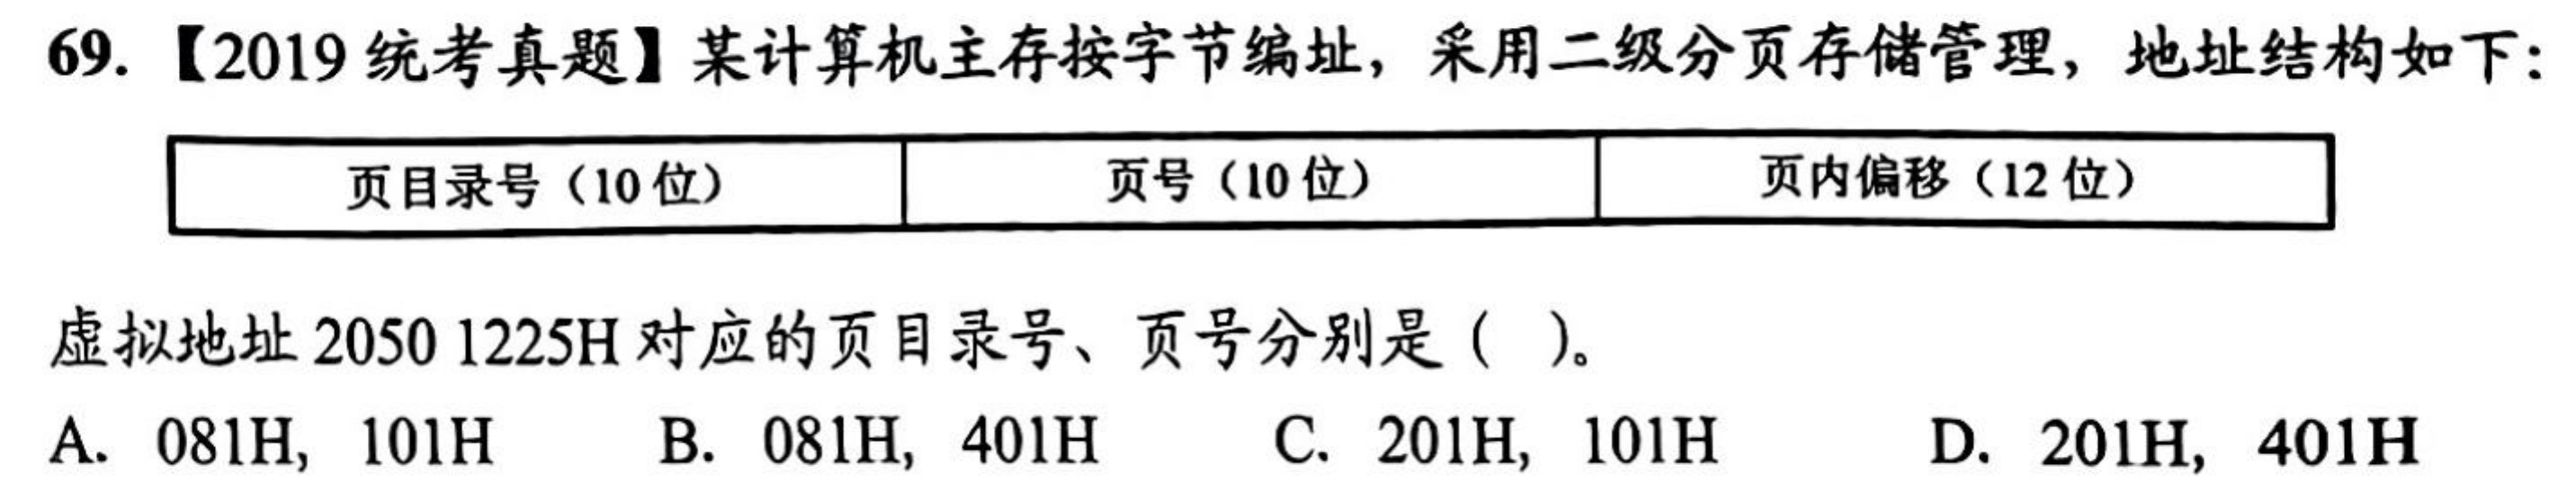 69. 【2019 统考真题】某计算机主存按字节编址，采用二级分页存储管理，地址结构如下：
页目录号（10 位） 页号（10 位） 页内偏移（12 位）
虚拟地址 2050 1225H 对应的页目录号、页号分别是（ ）。
A. 081H, 101H B. 081H, 401H C. 201H, 101H D. 201H, 401H